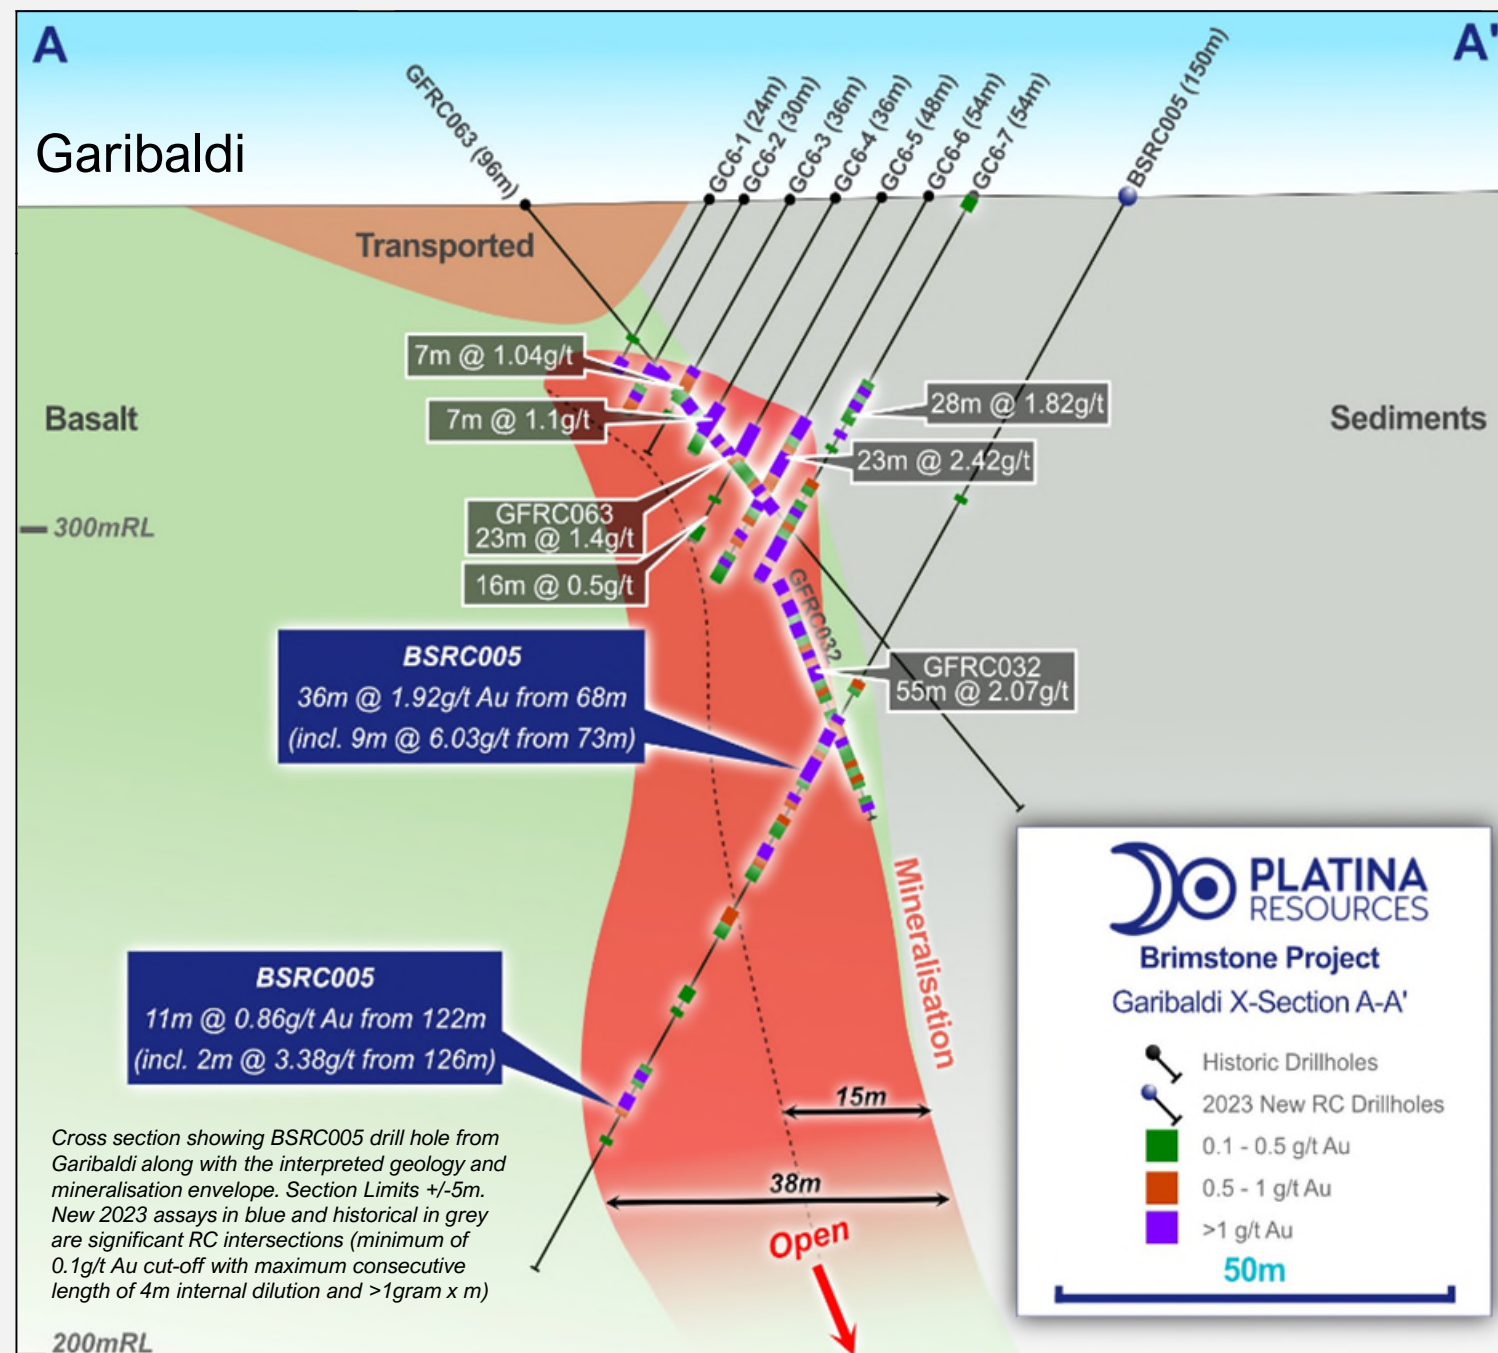 A
A'
Garibaldi
GFRC063 (96m)
GC6-1 (24m)
GC6-2 (30m)
GC6-3 (36m)
GC6-4 (36m)
GC6-5 (48m)
GC6-6 (54m)
GC6-7 (54m)
BSRC005 (150m)
Transported
Basalt
Sediments
7m @ 1.04g/t
7m @ 1.1g/t
28m @ 1.82g/t
23m @ 2.42g/t
300mRL
GFRC063
23m @ 1.4g/t
16m @ 0.5g/t
GFRC032
GFRC032
55m @ 2.07g/t
BSRC005
36m @ 1.92g/t Au from 68m
(incl. 9m @ 6.03g/t from 73m)
Mineralisation
BSRC005
11m @ 0.86g/t Au from 122m
(incl. 2m @ 3.38g/t from 126m)
15m
38m
Open
Cross section showing BSRC005 drill hole from
Garibaldi along with the interpreted geology and
mineralisation envelope. Section Limits +/-5m.
New 2023 assays in blue and historical in grey
are significant RC intersections (minimum of
0.1g/t Au cut-off with maximum consecutive
length of 4m internal dilution and >1gram x m)
200mRL
PLATINA
RESOURCES
Brimstone Project
Garibaldi X-Section A-A'
Historic Drillholes
2023 New RC Drillholes
0.1 - 0.5 g/t Au
0.5 - 1 g/t Au
>1 g/t Au
50m